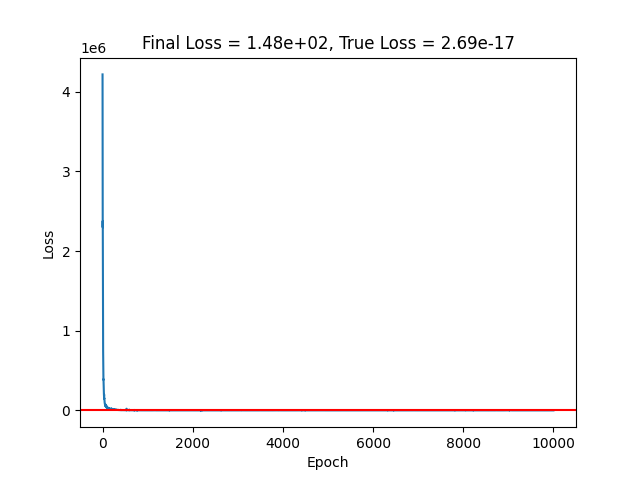 Final Loss = 1.48e+02, True Loss = 2.69e-17
1e6
4
3
2
1
0
Loss
0 2000 4000 6000 8000 10000
Epoch